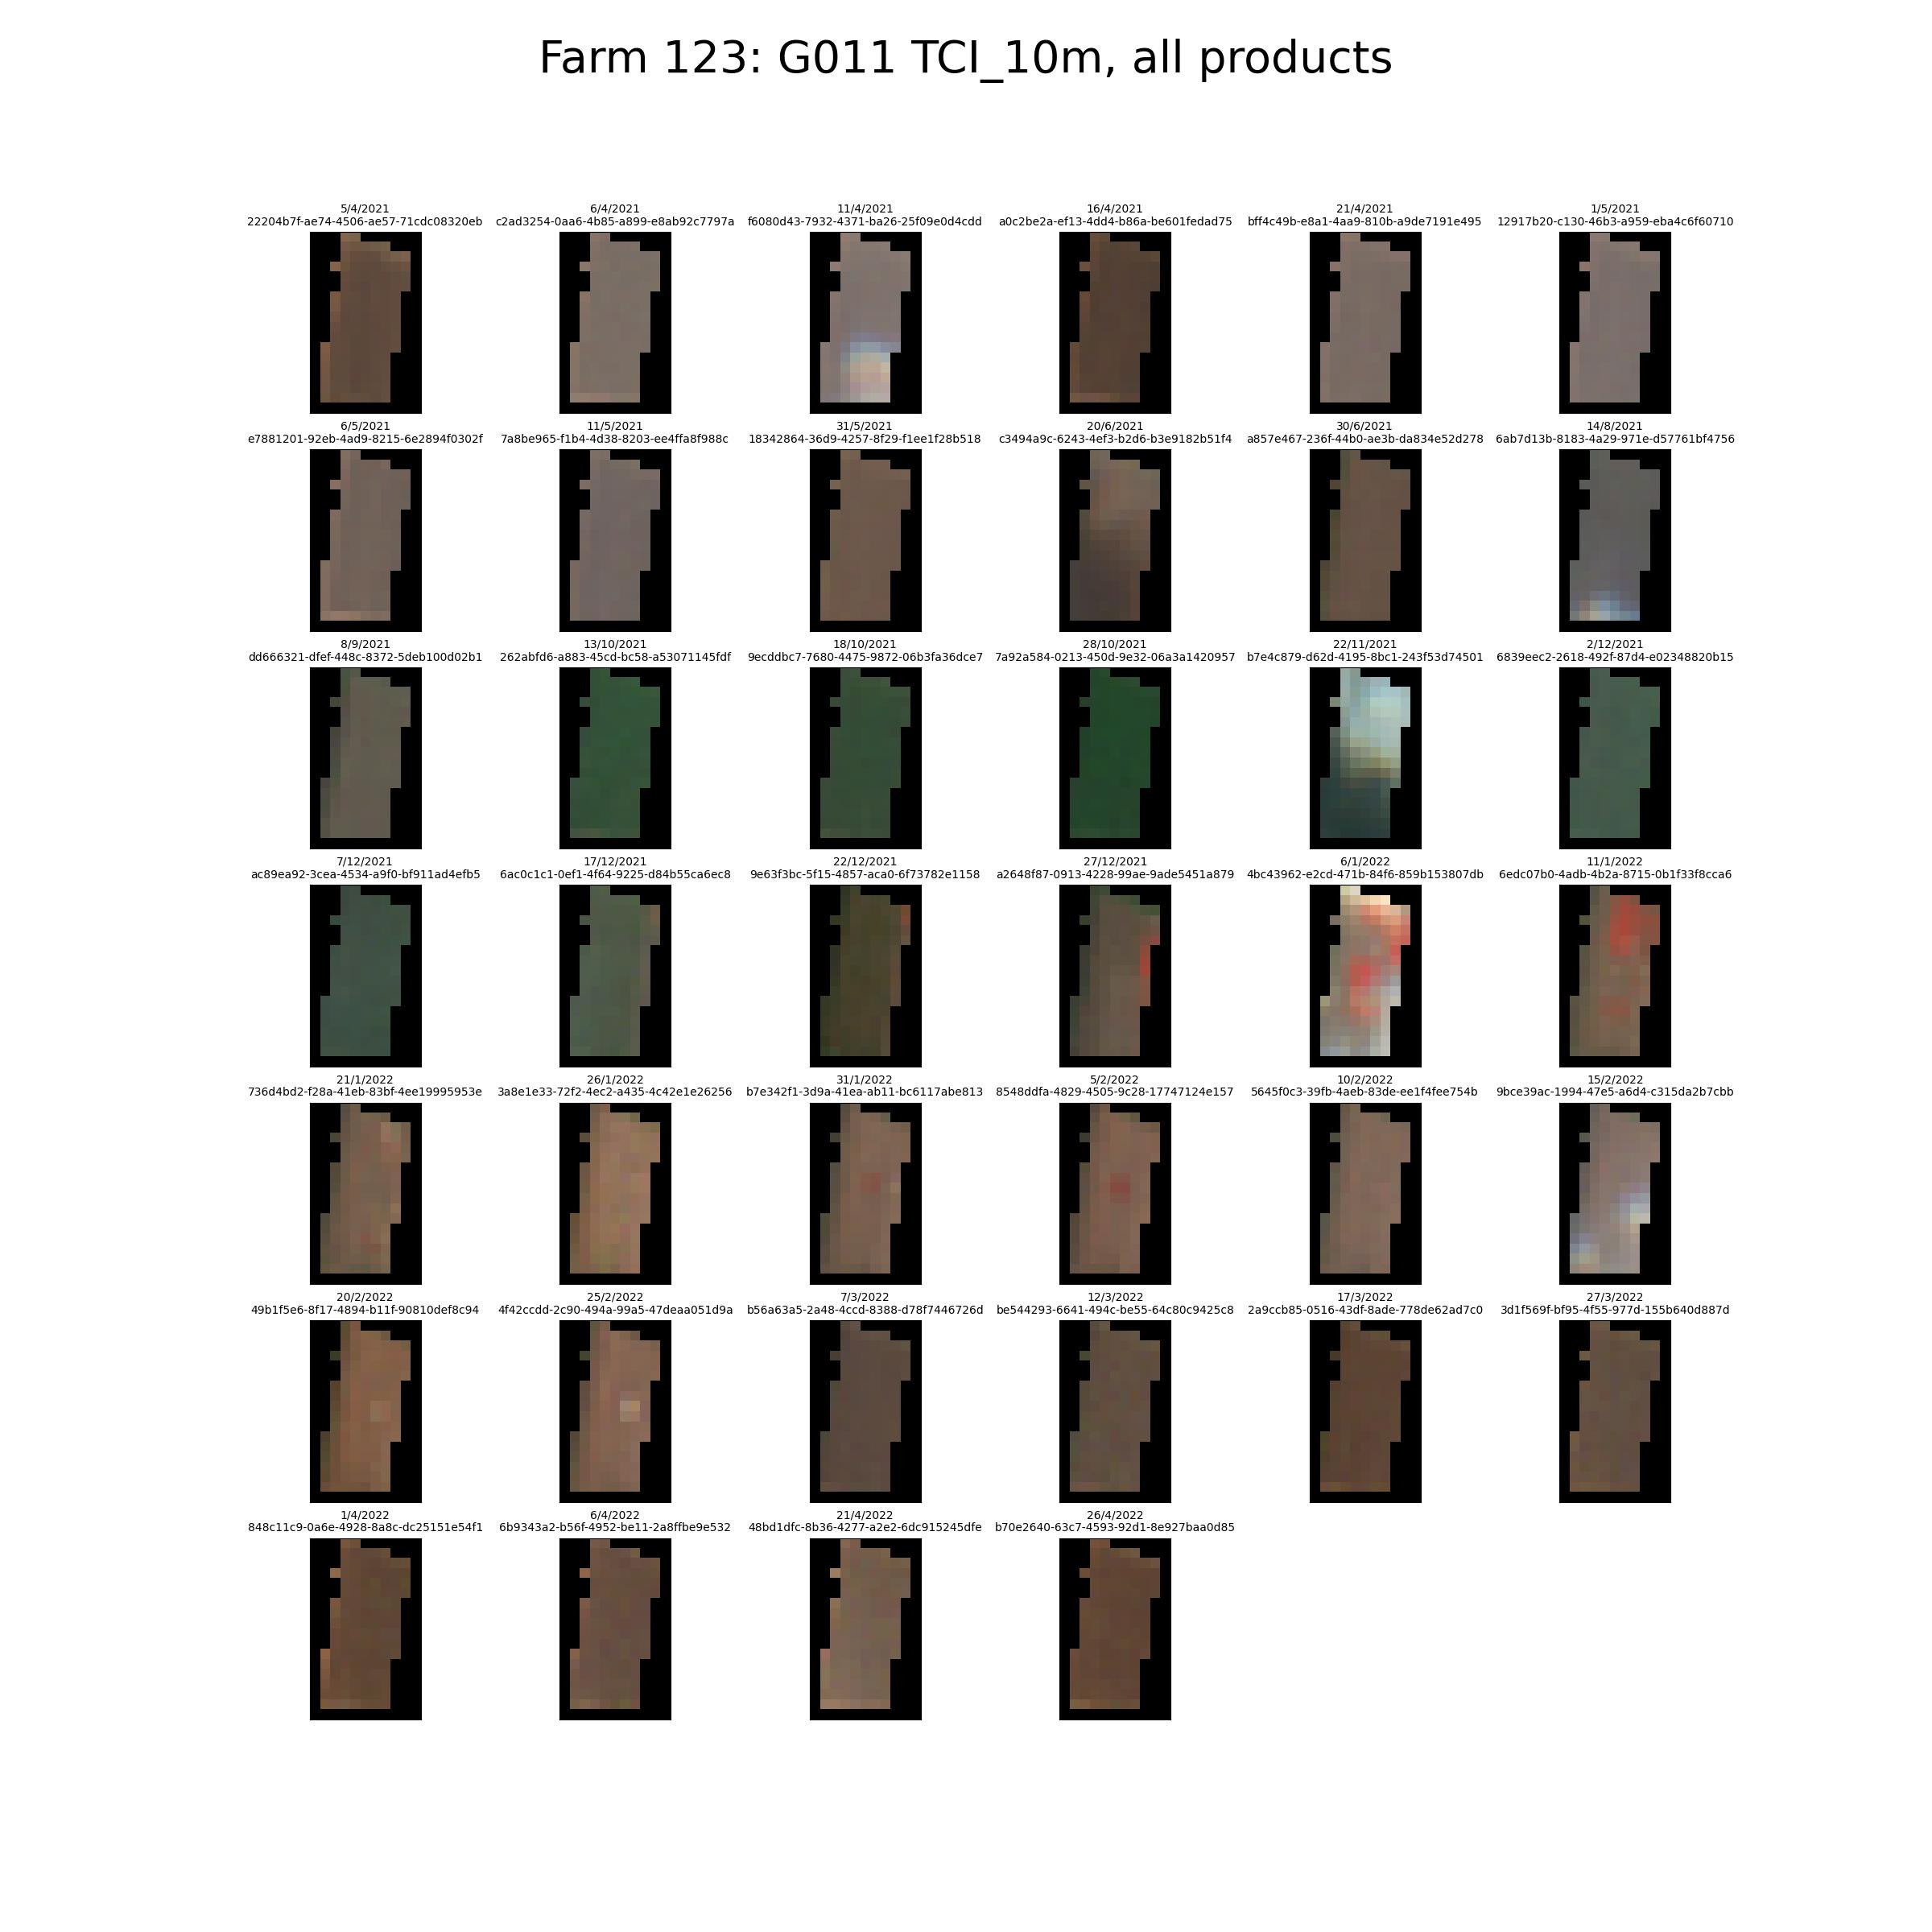 Farm 123: G011 TCI_10m, all products
5/4/2021
22204b7f-ae74-4506-ae57-71cdc08320eb
6/4/2021
c2ad3254-0aa6-4b85-a899-e8ab92c7797a
11/4/2021
f6080d43-7932-4371-ba26-25f09e0d4cdd
16/4/2021
a0c2be2a-ef13-4dd4-b86a-be601fedad75
21/4/2021
bff4c49b-e8a1-4aa9-810b-a9de7191e495
1/5/2021
12917b20-c130-46b3-a959-eba4c6f60710
6/5/2021
e7881201-92eb-4ad9-8215-6e2894f0302f
11/5/2021
7a8be965-f1b4-4d38-8203-ee4ffa8f988c
31/5/2021
18342864-36d9-4257-8f29-f1ee1f28b518
20/6/2021
c3494a9c-6243-4ef3-b2d6-b3e9182b51f4
30/6/2021
a857e467-236f-44b0-ae3b-da834e52d278
14/8/2021
6ab7d13b-8183-4a29-971e-d57761bf4756
8/9/2021
dd666321-dfef-448c-8372-5deb100d02b1
13/10/2021
262abfd6-a883-45cd-bc58-a53071145fdf
18/10/2021
9ecddbc7-7680-4475-9872-06b3fa36dce7
28/10/2021
7a92a584-0213-450d-9e32-06a3a1420957
22/11/2021
b7e4c879-d62d-4195-8bc1-243f53d74501
2/12/2021
6839eec2-2618-492f-87d4-e02348820b15
7/12/2021
ac89ea92-3cea-4534-a9f0-bf911ad4efb5
17/12/2021
6ac0c1c1-0ef1-4f64-9225-d84b55ca6ec8
22/12/2021
9e63f3bc-5f15-4857-aca0-6f73782e1158
27/12/2021
a2648f87-0913-4228-99ae-9ade5451a879
6/1/2022
4bc43962-e2cd-471b-84f6-859b153807db
11/1/2022
6edc07b0-4adb-4b2a-8715-0b1f33f8cca6
21/1/2022
736d4bd2-f28a-41eb-83bf-4ee19995953e
26/1/2022
3a8e1e33-72f2-4ec2-a435-4c42e1e26256
31/1/2022
b7e342f1-3d9a-41ea-ab11-bc6117abe813
5/2/2022
8548ddfa-4829-4505-9c28-17747124e157
10/2/2022
5645f0c3-39fb-4aeb-83de-ee1f4fee754b
15/2/2022
9bce39ac-1994-47e5-a6d4-c315da2b7cbb
20/2/2022
49b1f5e6-8f17-4894-b11f-90810def8c94
25/2/2022
4f42ccdd-2c90-494a-99a5-47deaa051d9a
7/3/2022
b56a63a5-2a48-4ccd-8388-d78f7446726d
12/3/2022
be544293-6641-494c-be55-64c80c9425c8
17/3/2022
2a9ccb85-0516-43df-8ade-778de62ad7c0
27/3/2022
3d1f569f-bf95-4f55-977d-155b640d887d
1/4/2022
848c11c9-0a6e-4928-8a8c-dc25151e54f1
6/4/2022
6b9343a2-b56f-4952-be11-2a8ffbe9e532
21/4/2022
48bd1dfc-8b36-4277-a2e2-6dc915245dfe
26/4/2022
b70e2640-63c7-4593-92d1-8e927baa0d85